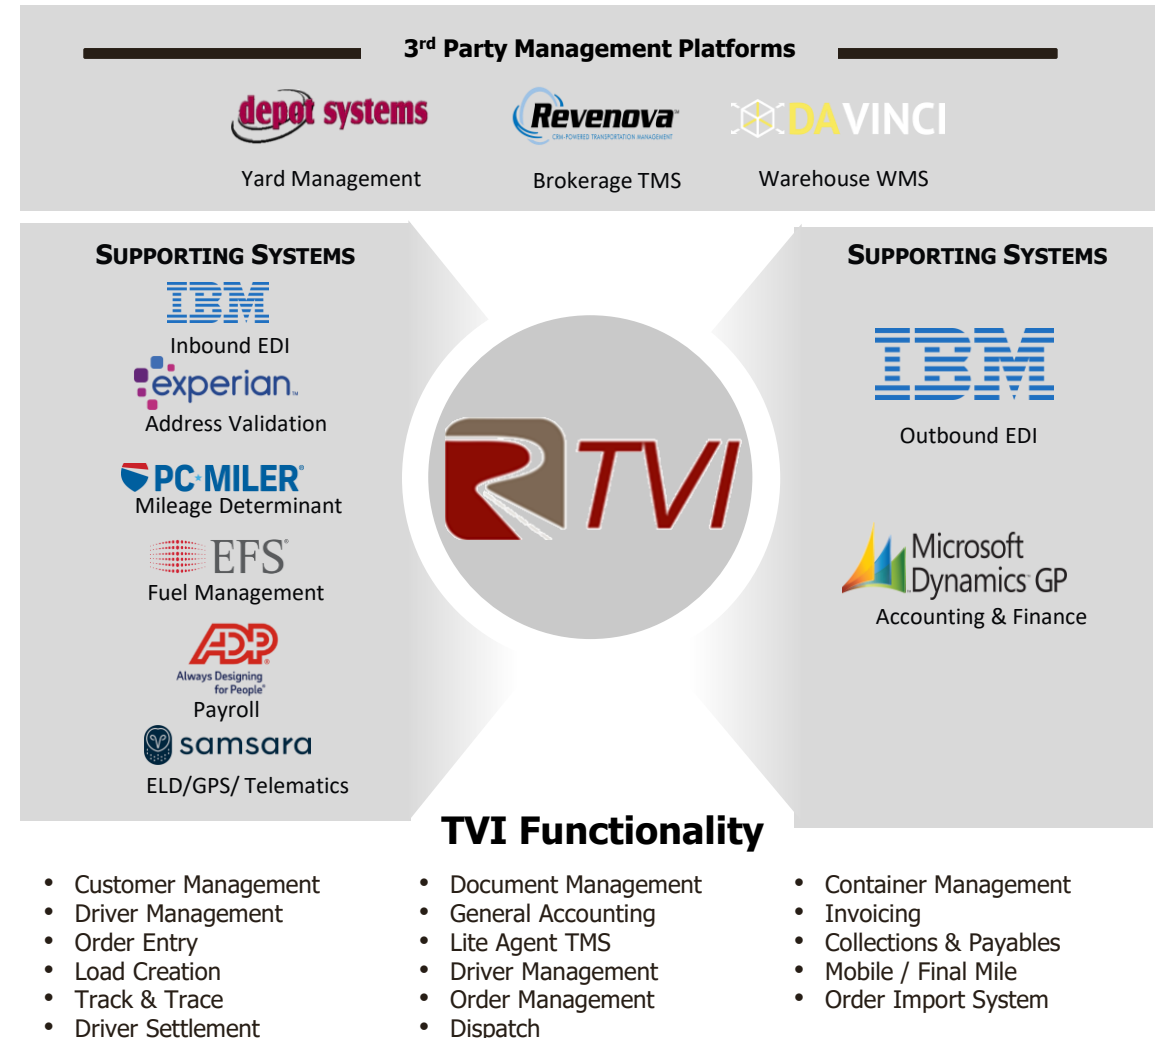 3rd Party Management Platforms
depot systems
Revenova™
CRM-POWERED TRANSPORTATION MANAGEMENT
DAVINCI
Yard Management
Brokerage TMS
Warehouse WMS
SUPPORTING SYSTEMS
IBM
Inbound EDI
experian™
Address Validation
PC*MILER®
Mileage Determinant
EFS®
Fuel Management
ADP®
Always Designing
for People®
Payroll
samsara
ELD/GPS/ Telematics
TVI
SUPPORTING SYSTEMS
IBM
Outbound EDI
Microsoft
Dynamics GP
Accounting & Finance
TVI Functionality
• Customer Management
• Driver Management
• Order Entry
• Load Creation
• Track & Trace
• Driver Settlement
• Document Management
• General Accounting
• Lite Agent TMS
• Driver Management
• Order Management
• Dispatch
• Container Management
• Invoicing
• Collections & Payables
• Mobile / Final Mile
• Order Import System